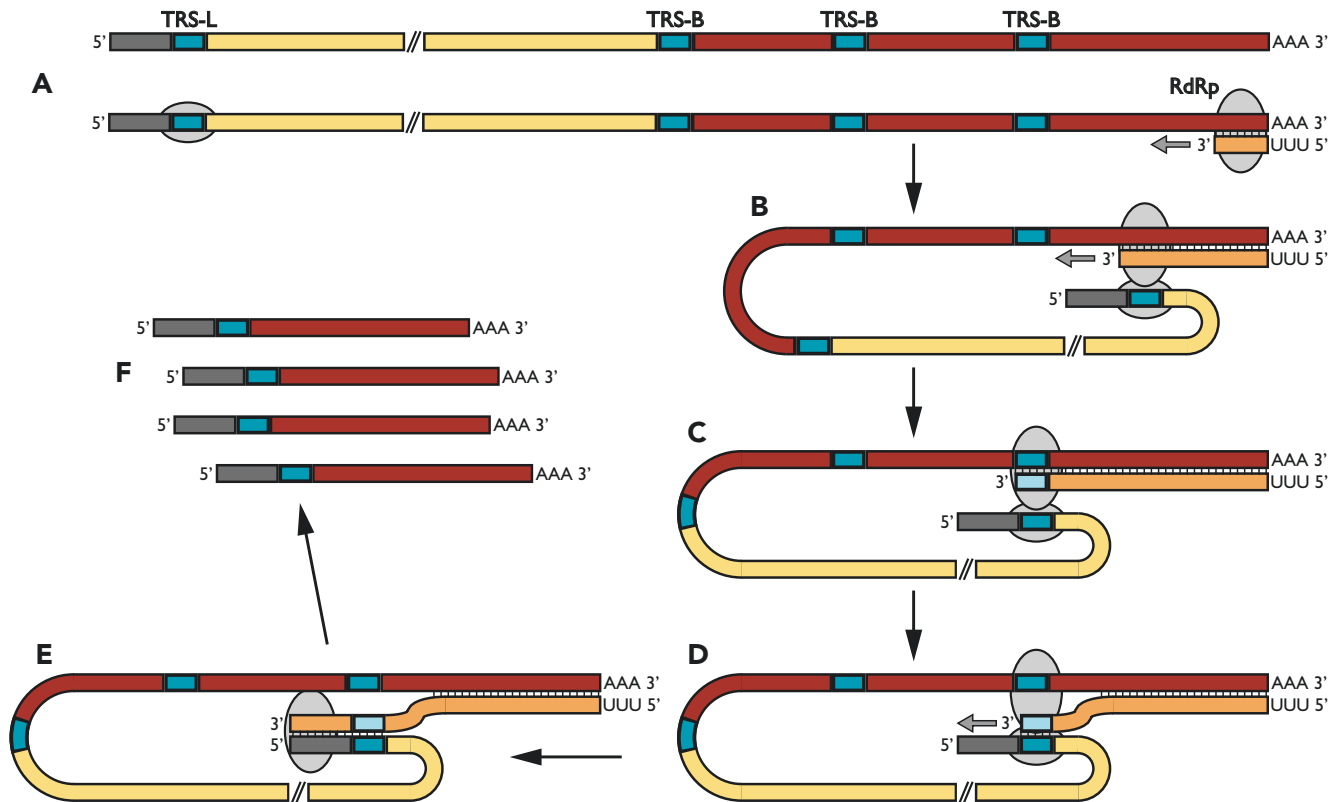 TRS-L TRS-B TRS-B TRS-B
5' AAA 3'
A
RdRp
5' AAA 3'
3' UUU 5'
B
AAA 3'
3' UUU 5'
5'
5' AAA 3'
F
5' AAA 3'
5' AAA 3'
5' AAA 3'
C
AAA 3'
3' UUU 5'
5'
E
AAA 3'
UUU 5'
3'
5'
D
AAA 3'
UUU 5'
3'
5'